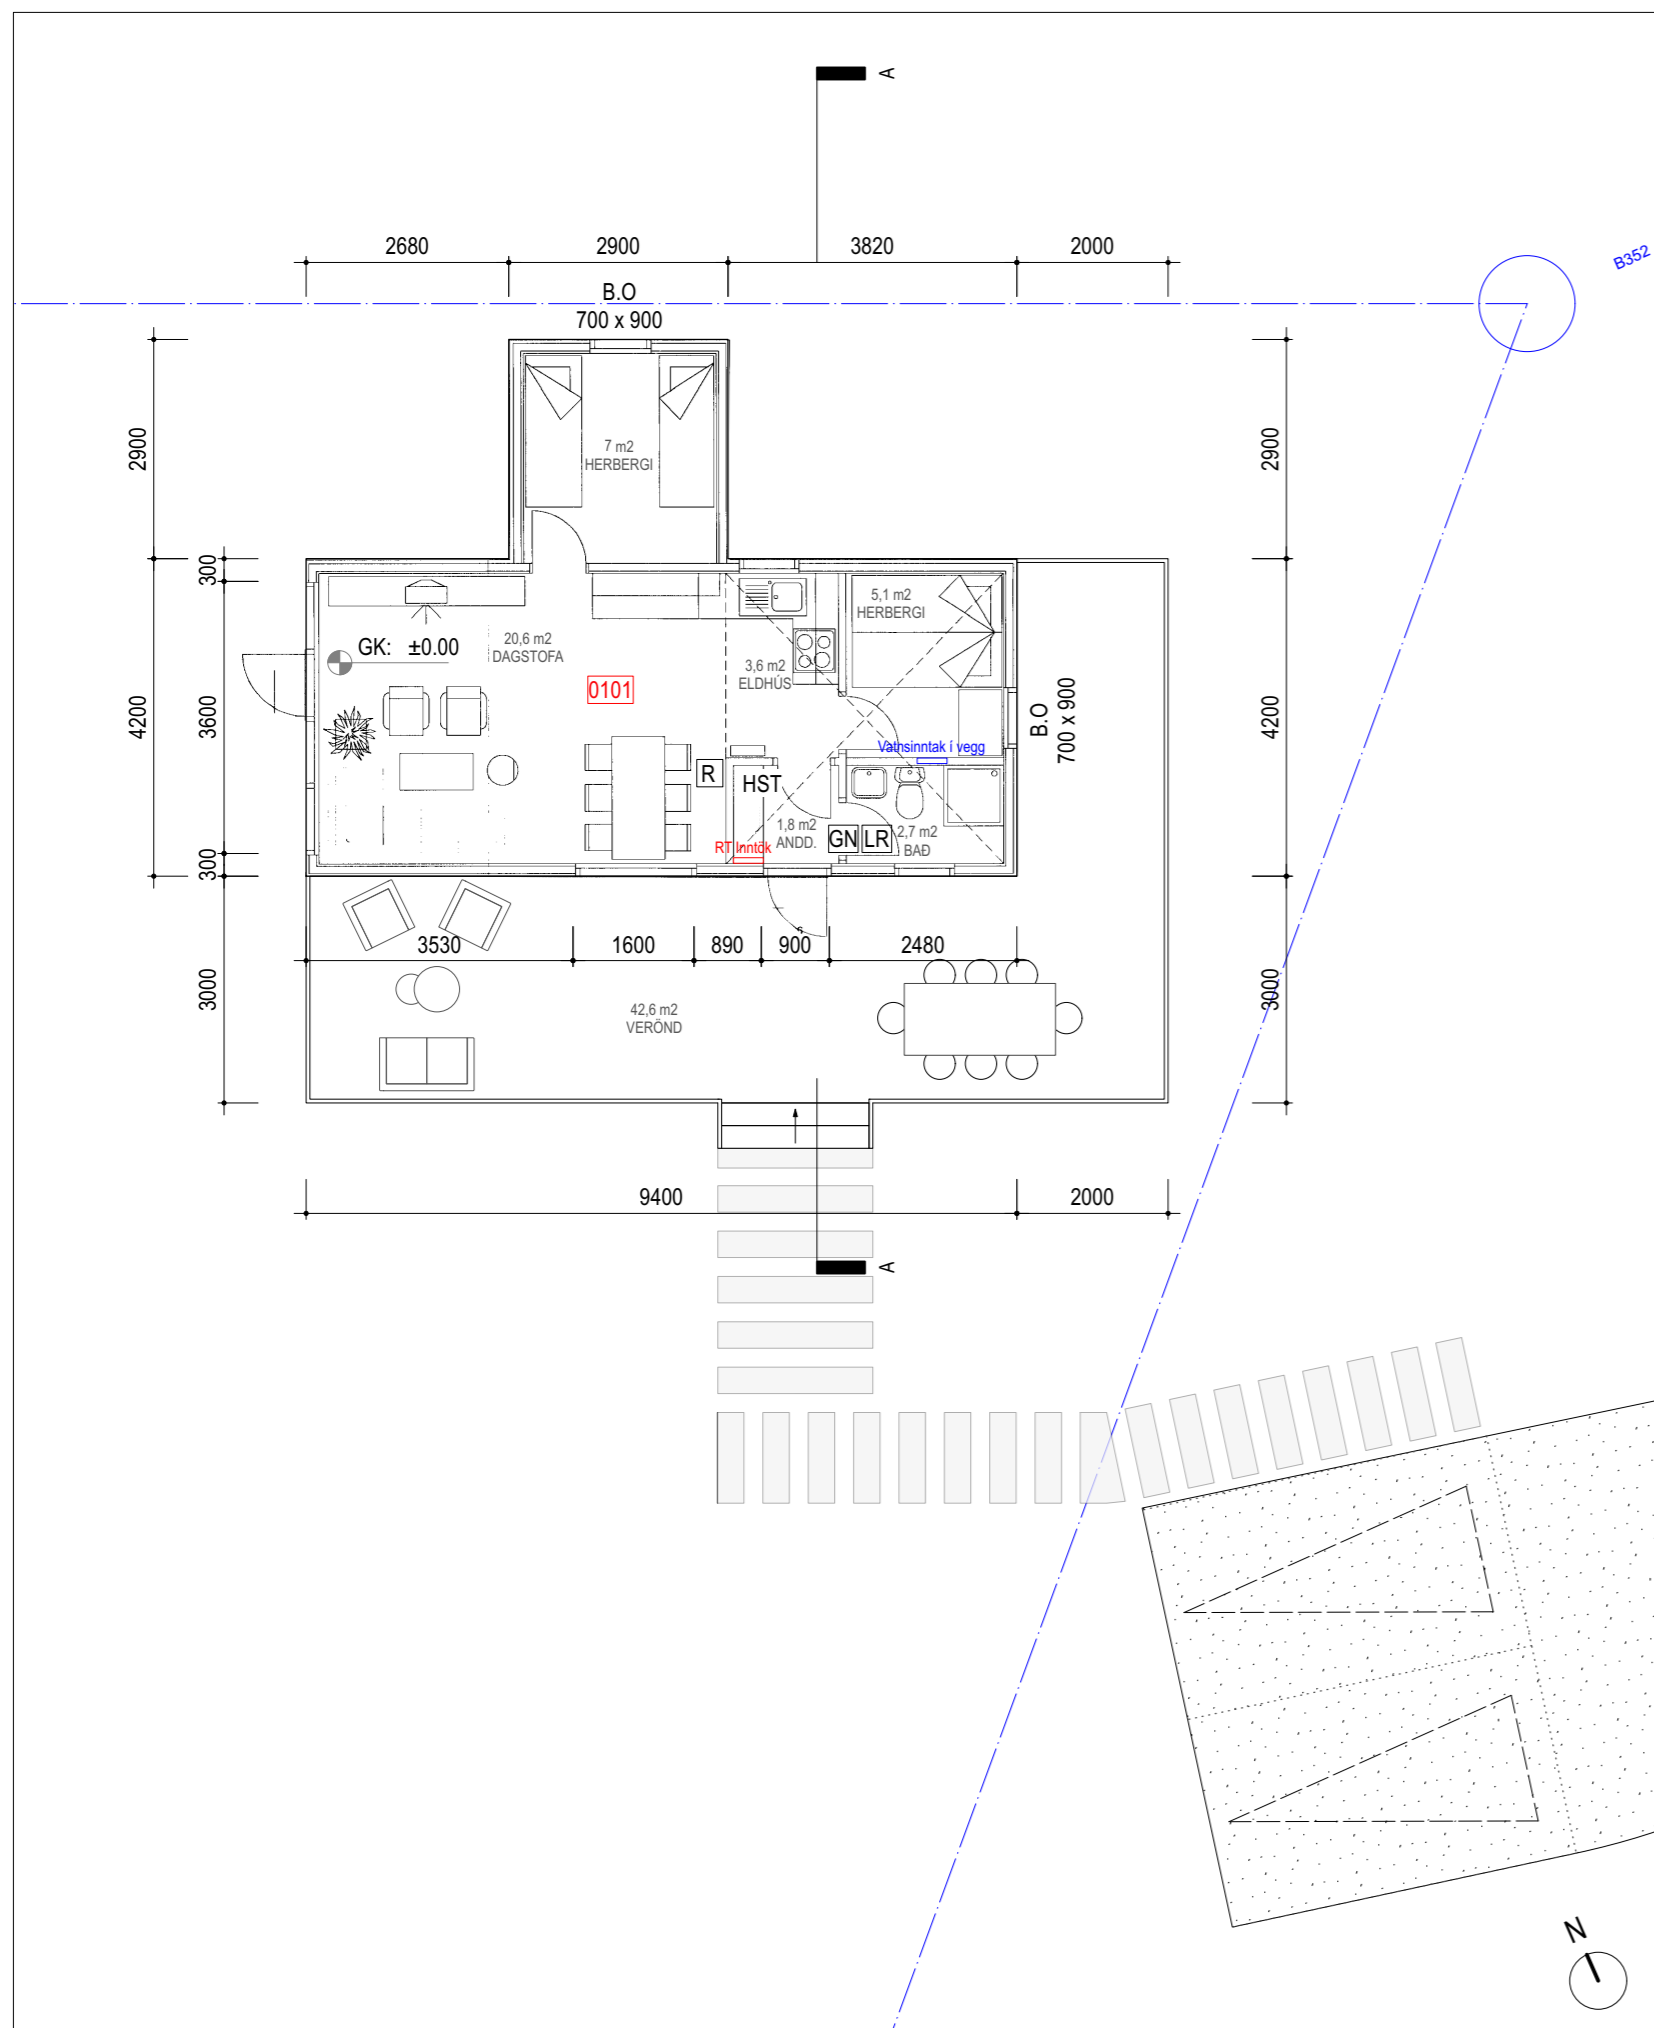 A
2680
2900
3820
2000
B352
B.O
700 x 900
2900
2900
7 m2
HERBERGI
300
5,1 m2
HERBERGI
20,6 m2
DAGSTOFA
GK: ±0.00
3,6 m2
ELDHÚS
0101
4200
3600
B.O
700 x 900
4200
Vatnsinntak í vegg
R
HST
1,8 m2
ANDD.
GN
LR
2,7 m2
BAÐ
RT Inntök
300
3530
1600
890
900
2480
3000
3000
42,6 m2
VERÖND
9400
2000
A
N